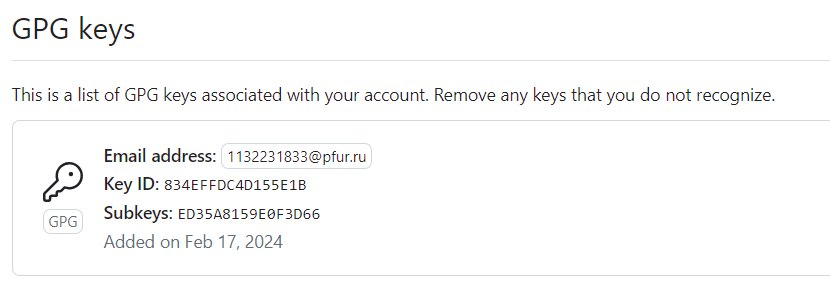 GPG keys
This is a list of GPG keys associated with your account. Remove any keys that you do not recognize.
Email address: 1132231833@pfur.ru
Key ID: 834EFFDC4D155E1B
GPG
Subkeys: ED35A8159E0F3D66
Added on Feb 17, 2024